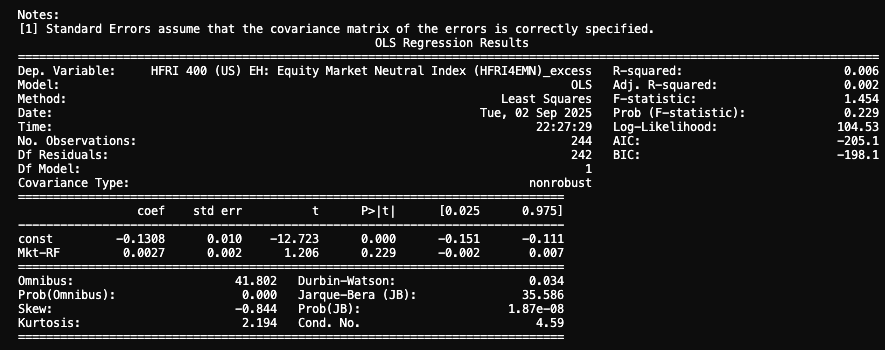 Notes:
[1] Standard Errors assume that the covariance matrix of the errors is correctly specified.
OLS Regression Results
==============================================================================
Dep. Variable: HFRI 400 (US) EH: Equity Market Neutral Index (HFRI4EMN)_excess R-squared: 0.006
Model: OLS Adj. R-squared: 0.002
Method: Least Squares F-statistic: 1.454
Date: Tue, 02 Sep 2025 Prob (F-statistic): 0.229
Time: 22:27:29 Log-Likelihood: 104.53
No. Observations: 244 AIC: -205.1
Df Residuals: 242 BIC: -198.1
Df Model: 1
Covariance Type: nonrobust
==============================================================================
coef std err t P>|t| [0.025 0.975]
------------------------------------------------------------------------------
const -0.1308 0.010 -12.723 0.000 -0.151 -0.111
Mkt-RF 0.0027 0.002 1.206 0.229 -0.002 0.007
==============================================================================
Omnibus: 41.802 Durbin-Watson: 0.034
Prob(Omnibus): 0.000 Jarque-Bera (JB): 35.586
Skew: -0.844 Prob(JB): 1.87e-08
Kurtosis: 2.194 Cond. No. 4.59
==============================================================================